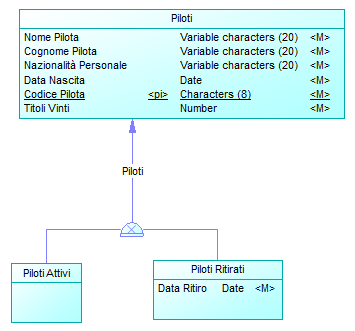 Piloti
Nome Pilota Variable characters (20) <M>
Cognome Pilota Variable characters (20) <M>
Nazionalità Personale Variable characters (20) <M>
Data Nascita Date <M>
Codice Pilota <pi> Characters (8) <M>
Titoli Vinti Number <M>
Piloti
Piloti Attivi
Piloti Ritirati
Data Ritiro Date <M>